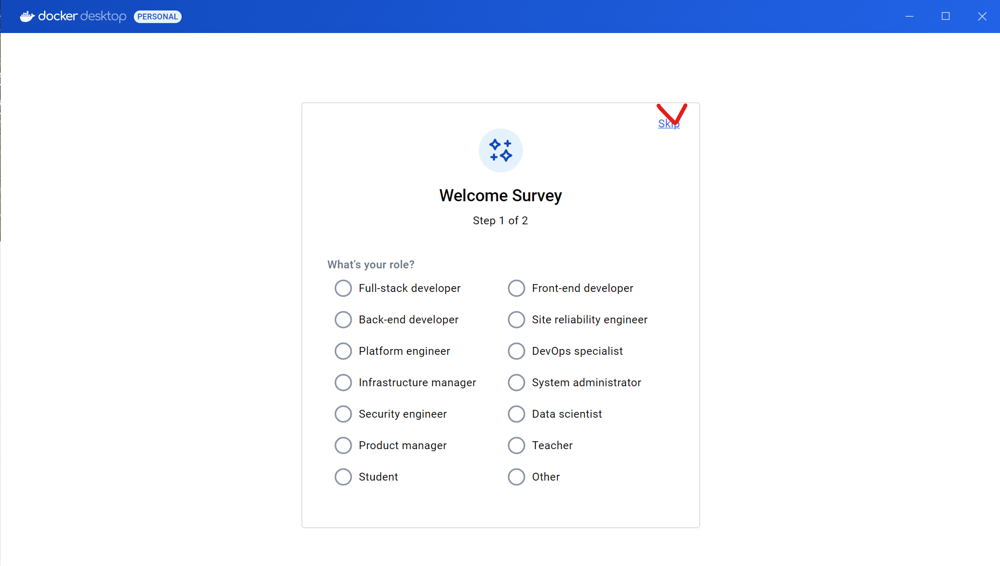 docker desktop PERSONAL
Skip
Welcome Survey
Step 1 of 2
What's your role?
Full-stack developer
Front-end developer
Back-end developer
Site reliability engineer
Platform engineer
DevOps specialist
Infrastructure manager
System administrator
Security engineer
Data scientist
Product manager
Teacher
Student
Other